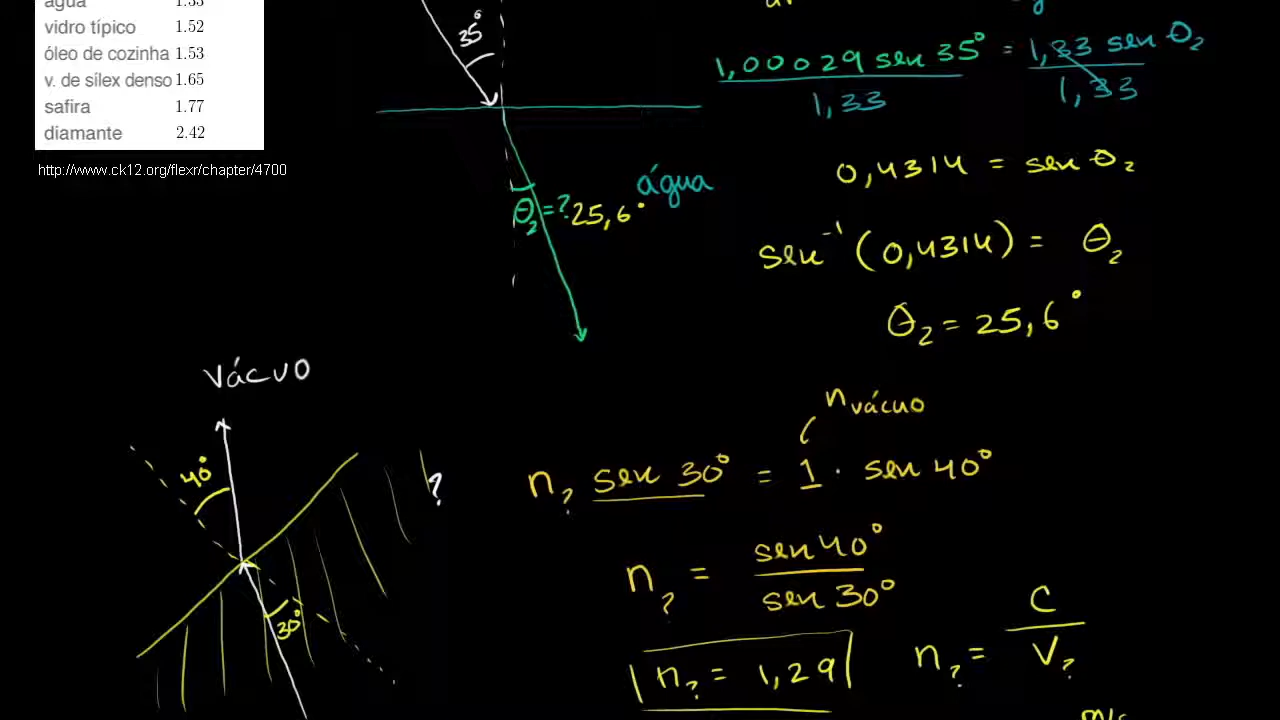 água 1.33
vidro típico 1.52
óleo de cozinha 1.53
v. de sílex denso 1.65
safira 1.77
diamante 2.42
http://www.ck12.org/flexr/chapter/4700
35°
1,00029 sen 35° = 1,33 sen θ₂
1,33 1,33
água
θ₂=? 25,6°
0,4314 = sen θ₂
sen⁻¹ (0,4314) = θ₂
θ₂ = 25,6°
vácuo
40°
?
30°
n vácuo
n? sen 30° = 1 · sen 40°
n? = sen 40° / sen 30°
n? = 1,29
n? = C / V?